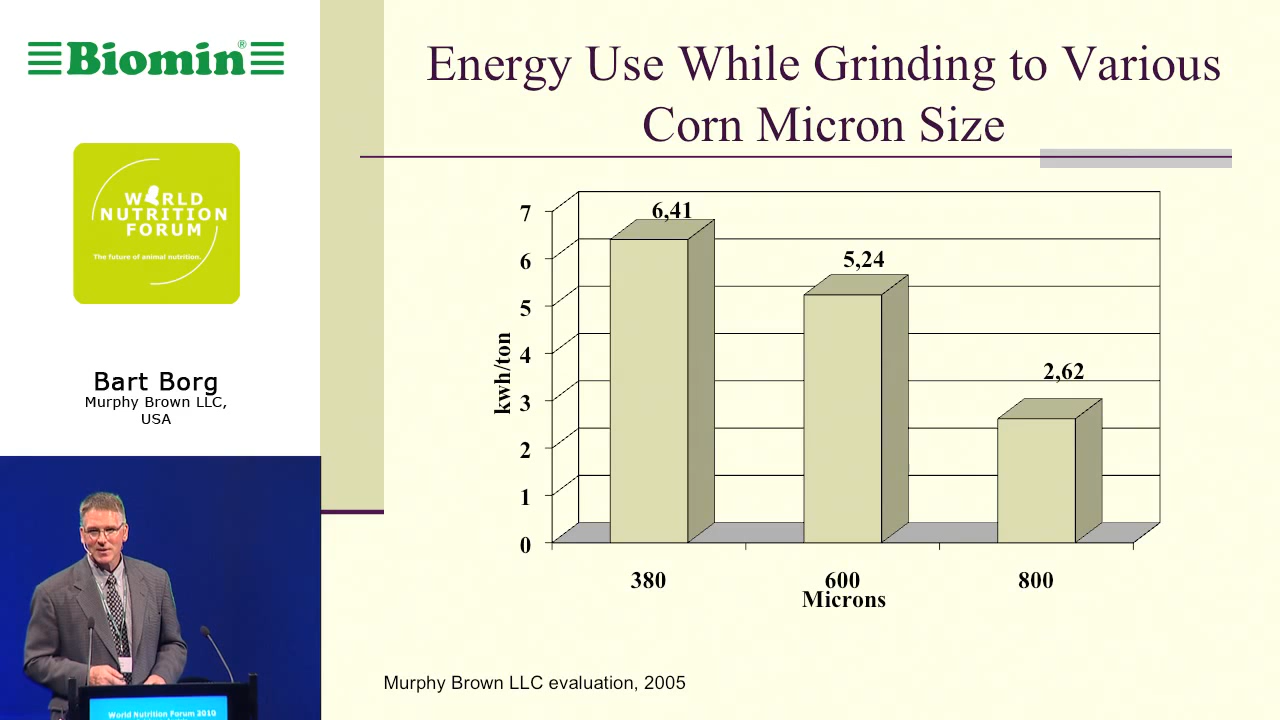 Biomin®
WORLD
NUTRITION
FORUM
The future of animal nutrition.
Bart Borg
Murphy Brown LLC,
USA
World Nutrition Forum 2010
Energy Use While Grinding to Various
Corn Micron Size
kwh/ton
7
6
5
4
3
2
1
0
6,41
5,24
2,62
380
600
800
Microns
Murphy Brown LLC evaluation, 2005